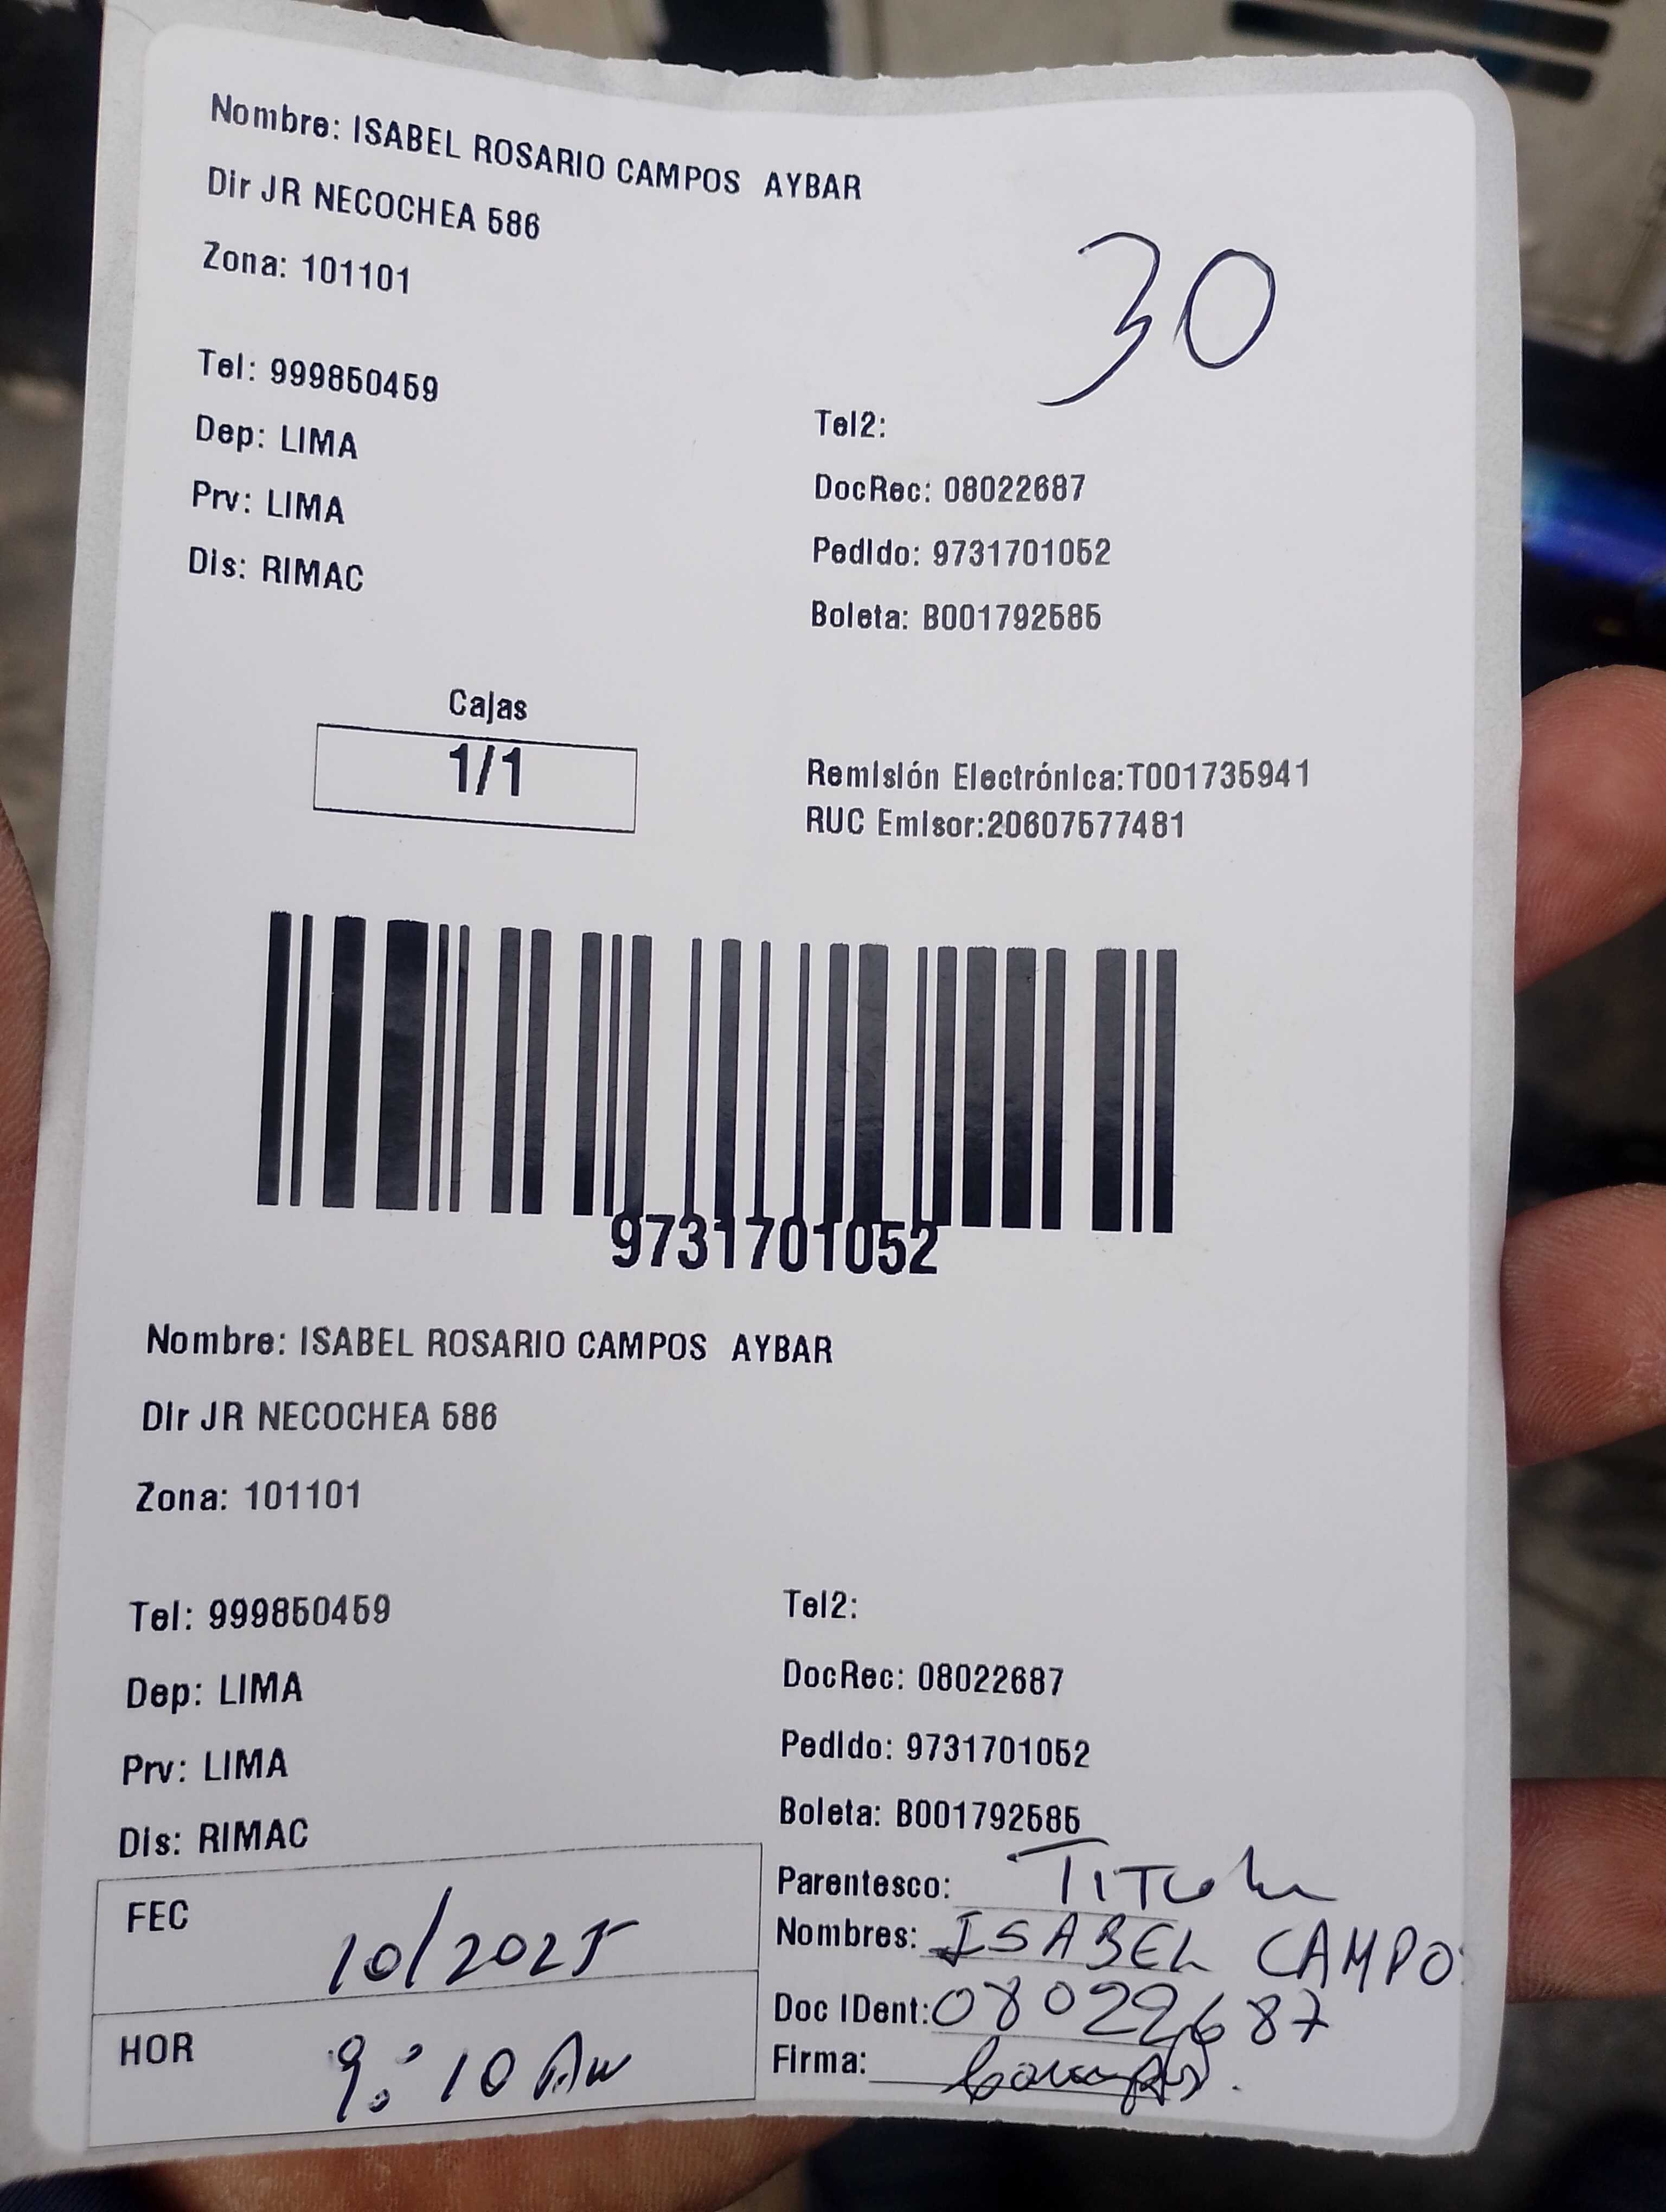 Nombre: ISABEL ROSARIO CAMPOS AYBAR
Dir JR NECOCHEA 586
Zona: 101101
30
Tel: 999850459
Tel2:
Dep: LIMA
DocRec: 08022687
Prv: LIMA
Pedido: 9731701052
Dis: RIMAC
Boleta: B001792585
Cajas
1/1
Remisión Electrónica:T001735941
RUC Emisor:20607577481
9731701052
Nombre: ISABEL ROSARIO CAMPOS AYBAR
Dir JR NECOCHEA 586
Zona: 101101
Tel: 999850459
Tel2:
Dep: LIMA
DocRec: 08022687
Prv: LIMA
Pedido: 9731701052
Dis: RIMAC
Boleta: B001792585
FEC 10/2025
HOR 9:10 Am
Parentesco: TITular
Nombres: ISABEL CAMPOS
Doc IDent: 08022687
Firma: Campos.